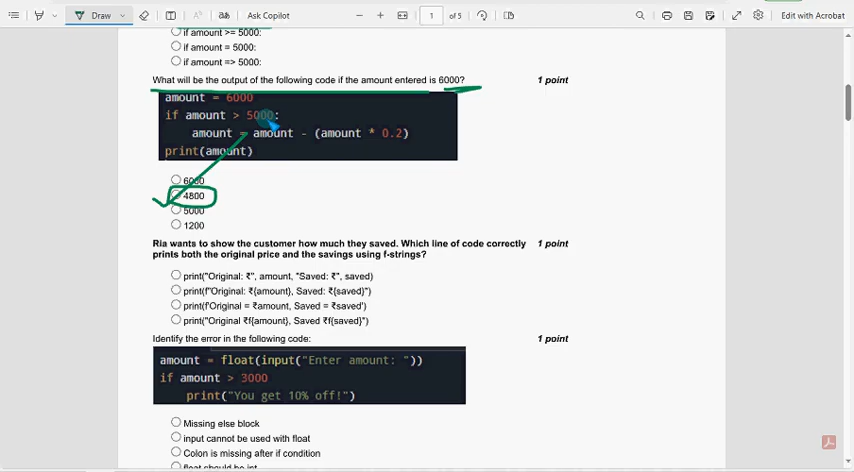 Draw
Ask Copilot
1
of 5
Edit with Acrobat
if amount >= 5000:
if amount = 5000:
if amount => 5000:
What will be the output of the following code if the amount entered is 6000?
1 point
amount = 6000
if amount > 5000:
amount = amount - (amount * 0.2)
print(amount)
6000
4800
5000
1200
Ria wants to show the customer how much they saved. Which line of code correctly
1 point
prints both the original price and the savings using f-strings?
print("Original: ₹", amount, "Saved: ₹", saved)
print(f"Original: ₹{amount}, Saved: ₹{saved}")
print(f'Original = ₹amount, Saved = ₹saved')
print("Original ₹f{amount}, Saved ₹f{saved}")
Identify the error in the following code:
1 point
amount = float(input("Enter amount: "))
if amount > 3000
print("You get 10% off!")
Missing else block
input cannot be used with float
Colon is missing after if condition
float should be int